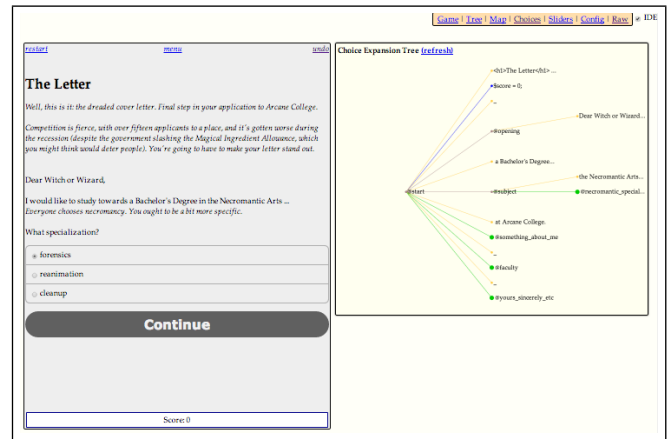 Game | Tree | Map | Choices | Sliders | Config | Raw IDE
restart menu undo
The Letter
Well, this is it: the dreaded cover letter. Final step in your application to Arcane College.
Competition is fierce, with over fifteen applicants to a place, and it's gotten worse during
the recession (despite the government slashing the Magical Ingredient Allowance, which
you might think would deter people). You're going to have to make your letter stand out.
Dear Witch or Wizard,
I would like to study towards a Bachelor's Degree in the Necromantic Arts ...
Everyone chooses necromancy. You ought to be a bit more specific.
What specialization?
forensics
reanimation
cleanup
Continue
Score: 0
Choice Expansion Tree (refresh)
<h1>The Letter</h1> ...
$score = 0;
Dear Witch or Wizard...
@opening
a Bachelor's Degree...
the Necromantic Arts...
@start
@subject
@necromantic_special...
at Arcane College.
@something_about_me
@faculty
@yours_sincerely_etc